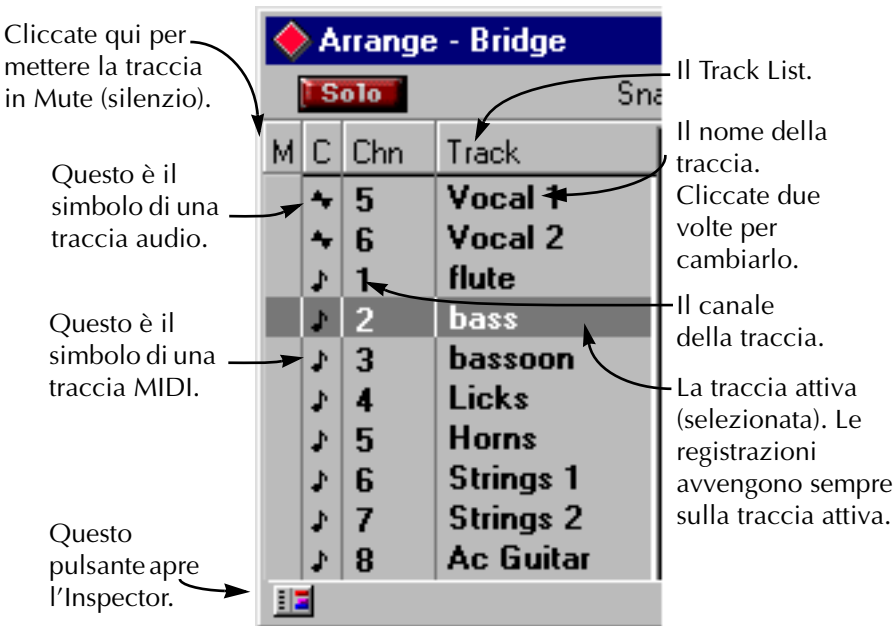 Cliccate qui per
mettere la traccia
in Mute (silenzio).
Questo è il
simbolo di una
traccia audio.
Questo è il
simbolo di una
traccia MIDI.
Questo
pulsante apre
l'Inspector.
Arrange - Bridge
Solo Sna
M C Chn Track
5 Vocal 1
6 Vocal 2
1 flute
2 bass
3 bassoon
4 Licks
5 Horns
6 Strings 1
7 Strings 2
8 Ac Guitar
Il Track List.
Il nome della
traccia.
Cliccate due
volte per
cambiarlo.
Il canale
della traccia.
La traccia attiva
(selezionata). Le
registrazioni
avvengono sempre
sulla traccia attiva.